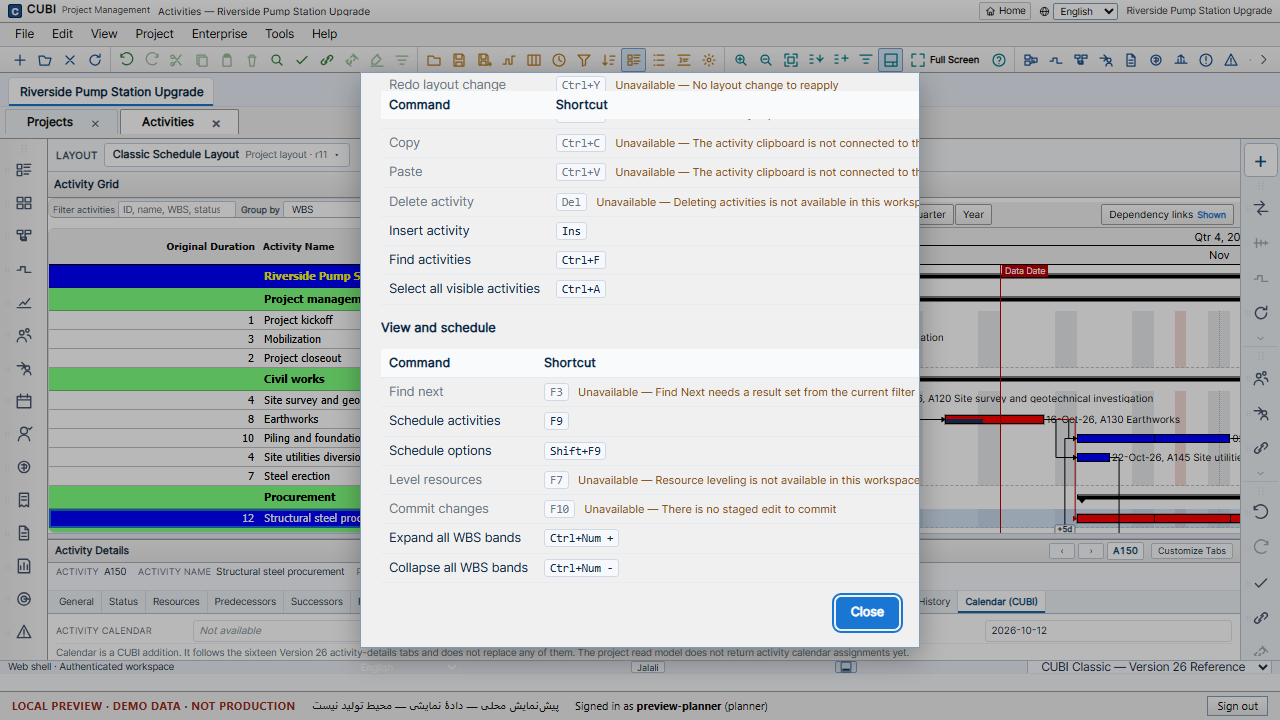 CUBI Project Management Activities — Riverside Pump Station Upgrade Home English Riverside Pump Station Upgrade
File Edit View Project Enterprise Tools Help
Full Screen
Riverside Pump Station Upgrade
Projects Activities
LAYOUT Classic Schedule Layout Project layout · r11
Activity Grid
Filter activities ID, name, WBS, status Group by WBS
Year
Dependency links Shown
Original Duration Activity Name
Qtr 4, 20
Nov
Data Date
Riverside Pump S
Project managem
1 Project kickoff
3 Mobilization
2 Project closeout
Civil works
4 Site survey and geo
8 Earthworks
10 Piling and foundatio
4 Site utilities diversio
7 Steel erection
Procurement
12 Structural steel proc
A120 Site survey and geotechnical investigation
16-Oct-26, A130 Earthworks
22-Oct-26, A145 Site utilitie
+5d
Redo layout change Ctrl+Y Unavailable — No layout change to reapply
Command Shortcut
Copy Ctrl+C Unavailable — The activity clipboard is not connected to th
Paste Ctrl+V Unavailable — The activity clipboard is not connected to th
Delete activity Del Unavailable — Deleting activities is not available in this worksp
Insert activity Ins
Find activities Ctrl+F
Select all visible activities Ctrl+A
View and schedule
Command Shortcut
Find next F3 Unavailable — Find Next needs a result set from the current filter
Schedule activities F9
Schedule options Shift+F9
Level resources F7 Unavailable — Resource leveling is not available in this workspace
Commit changes F10 Unavailable — There is no staged edit to commit
Expand all WBS bands Ctrl+Num +
Collapse all WBS bands Ctrl+Num -
Close
Activity Details
A150 Customize Tabs
ACTIVITY A150 ACTIVITY NAME Structural steel procurement
General Status Resources Predecessors Successors
History Calendar (CUBI)
ACTIVITY CALENDAR Not available
2026-10-12
Calendar is a CUBI addition. It follows the sixteen Version 26 activity-details tabs and does not replace any of them. The project read model does not return activity calendar assignments yet.
Web shell · Authenticated workspace English Jalali CUBI Classic — Version 26 Reference
LOCAL PREVIEW · DEMO DATA · NOT PRODUCTION پیش‌نمایش محلی — دادهٔ نمایشی — محیط تولید نیست Signed in as preview-planner (planner) Sign out